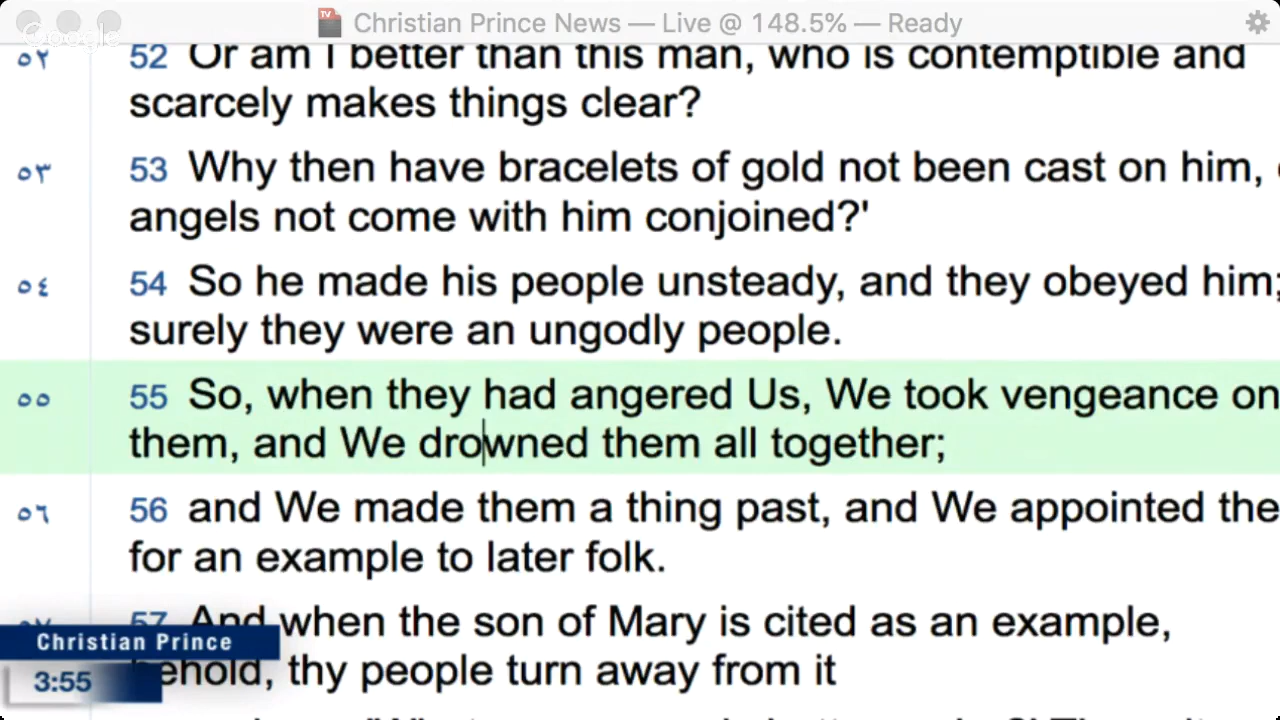 Christian Prince News — Live @ 148.5% — Ready
Google
٥٢ 52 Or am I better than this man, who is contemptible and
scarcely makes things clear?
٥٣ 53 Why then have bracelets of gold not been cast on him,
angels not come with him conjoined?'
٥٤ 54 So he made his people unsteady, and they obeyed him;
surely they were an ungodly people.
٥٥ 55 So, when they had angered Us, We took vengeance on
them, and We drowned them all together;
٥٦ 56 and We made them a thing past, and We appointed the
for an example to later folk.
٥٧ 57 And when the son of Mary is cited as an example,
behold, thy people turn away from it
Christian Prince
3:55